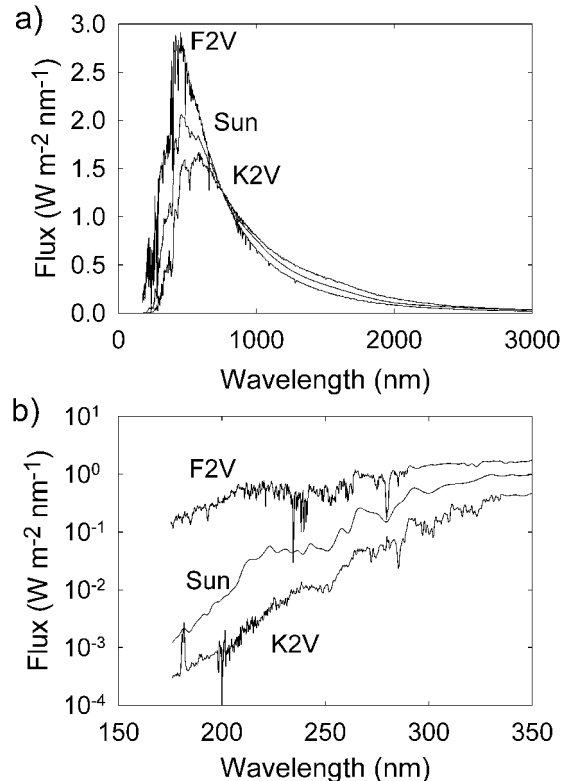 a)
3.0
2.5
2.0
1.5
1.0
0.5
0.0
Flux (W m-2 nm-1)
F2V
Sun
K2V
0 1000 2000 3000
Wavelength (nm)
b)
10¹
10⁰
10⁻¹
10⁻²
10⁻³
10⁻⁴
Flux (W m-2 nm-1)
F2V
Sun
K2V
150 200 250 300 350
Wavelength (nm)